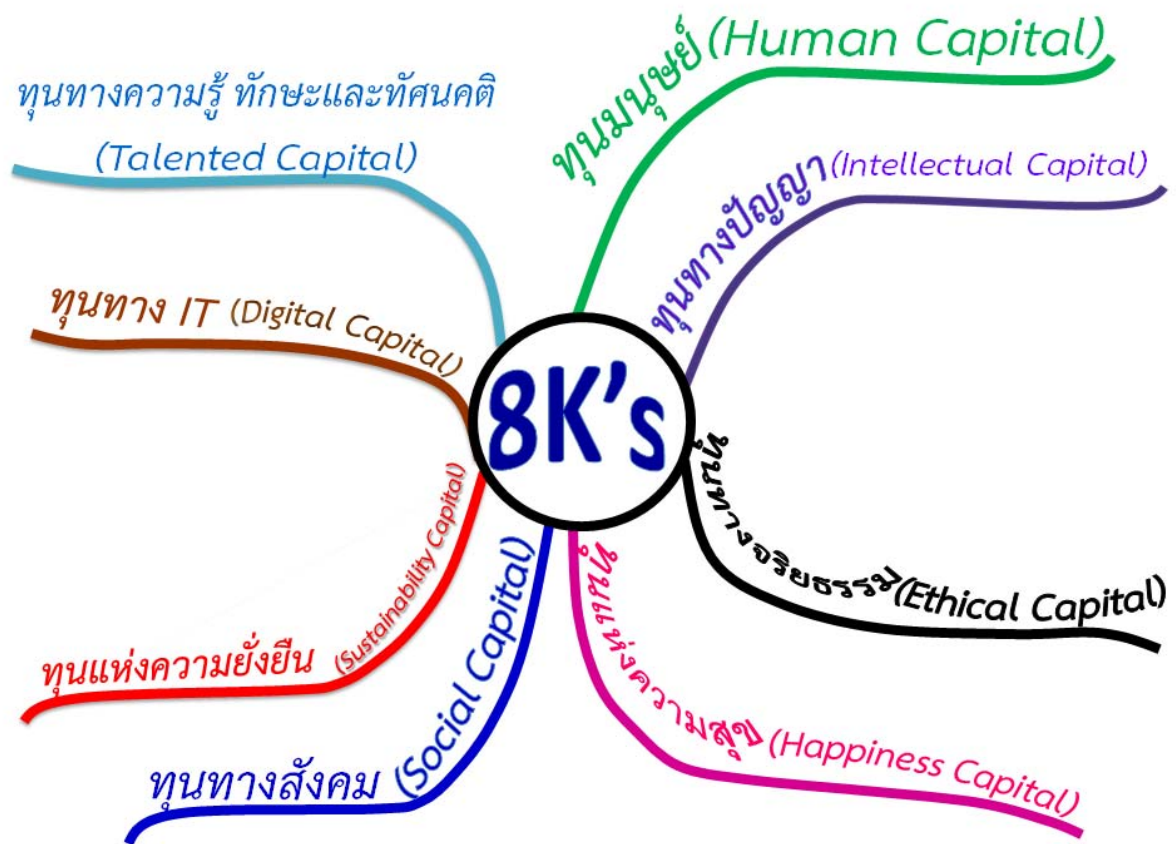 ทุนมนุษย์ (Human Capital)
ทุนทางปัญญา (Intellectual Capital)
ทุนทางจริยธรรม (Ethical Capital)
ทุนแห่งความสุข (Happiness Capital)
ทุนทางสังคม (Social Capital)
ทุนแห่งความยั่งยืน (Sustainability Capital)
ทุนทาง IT (Digital Capital)
ทุนทางความรู้ ทักษะและทัศนคติ
(Talented Capital)
8K's